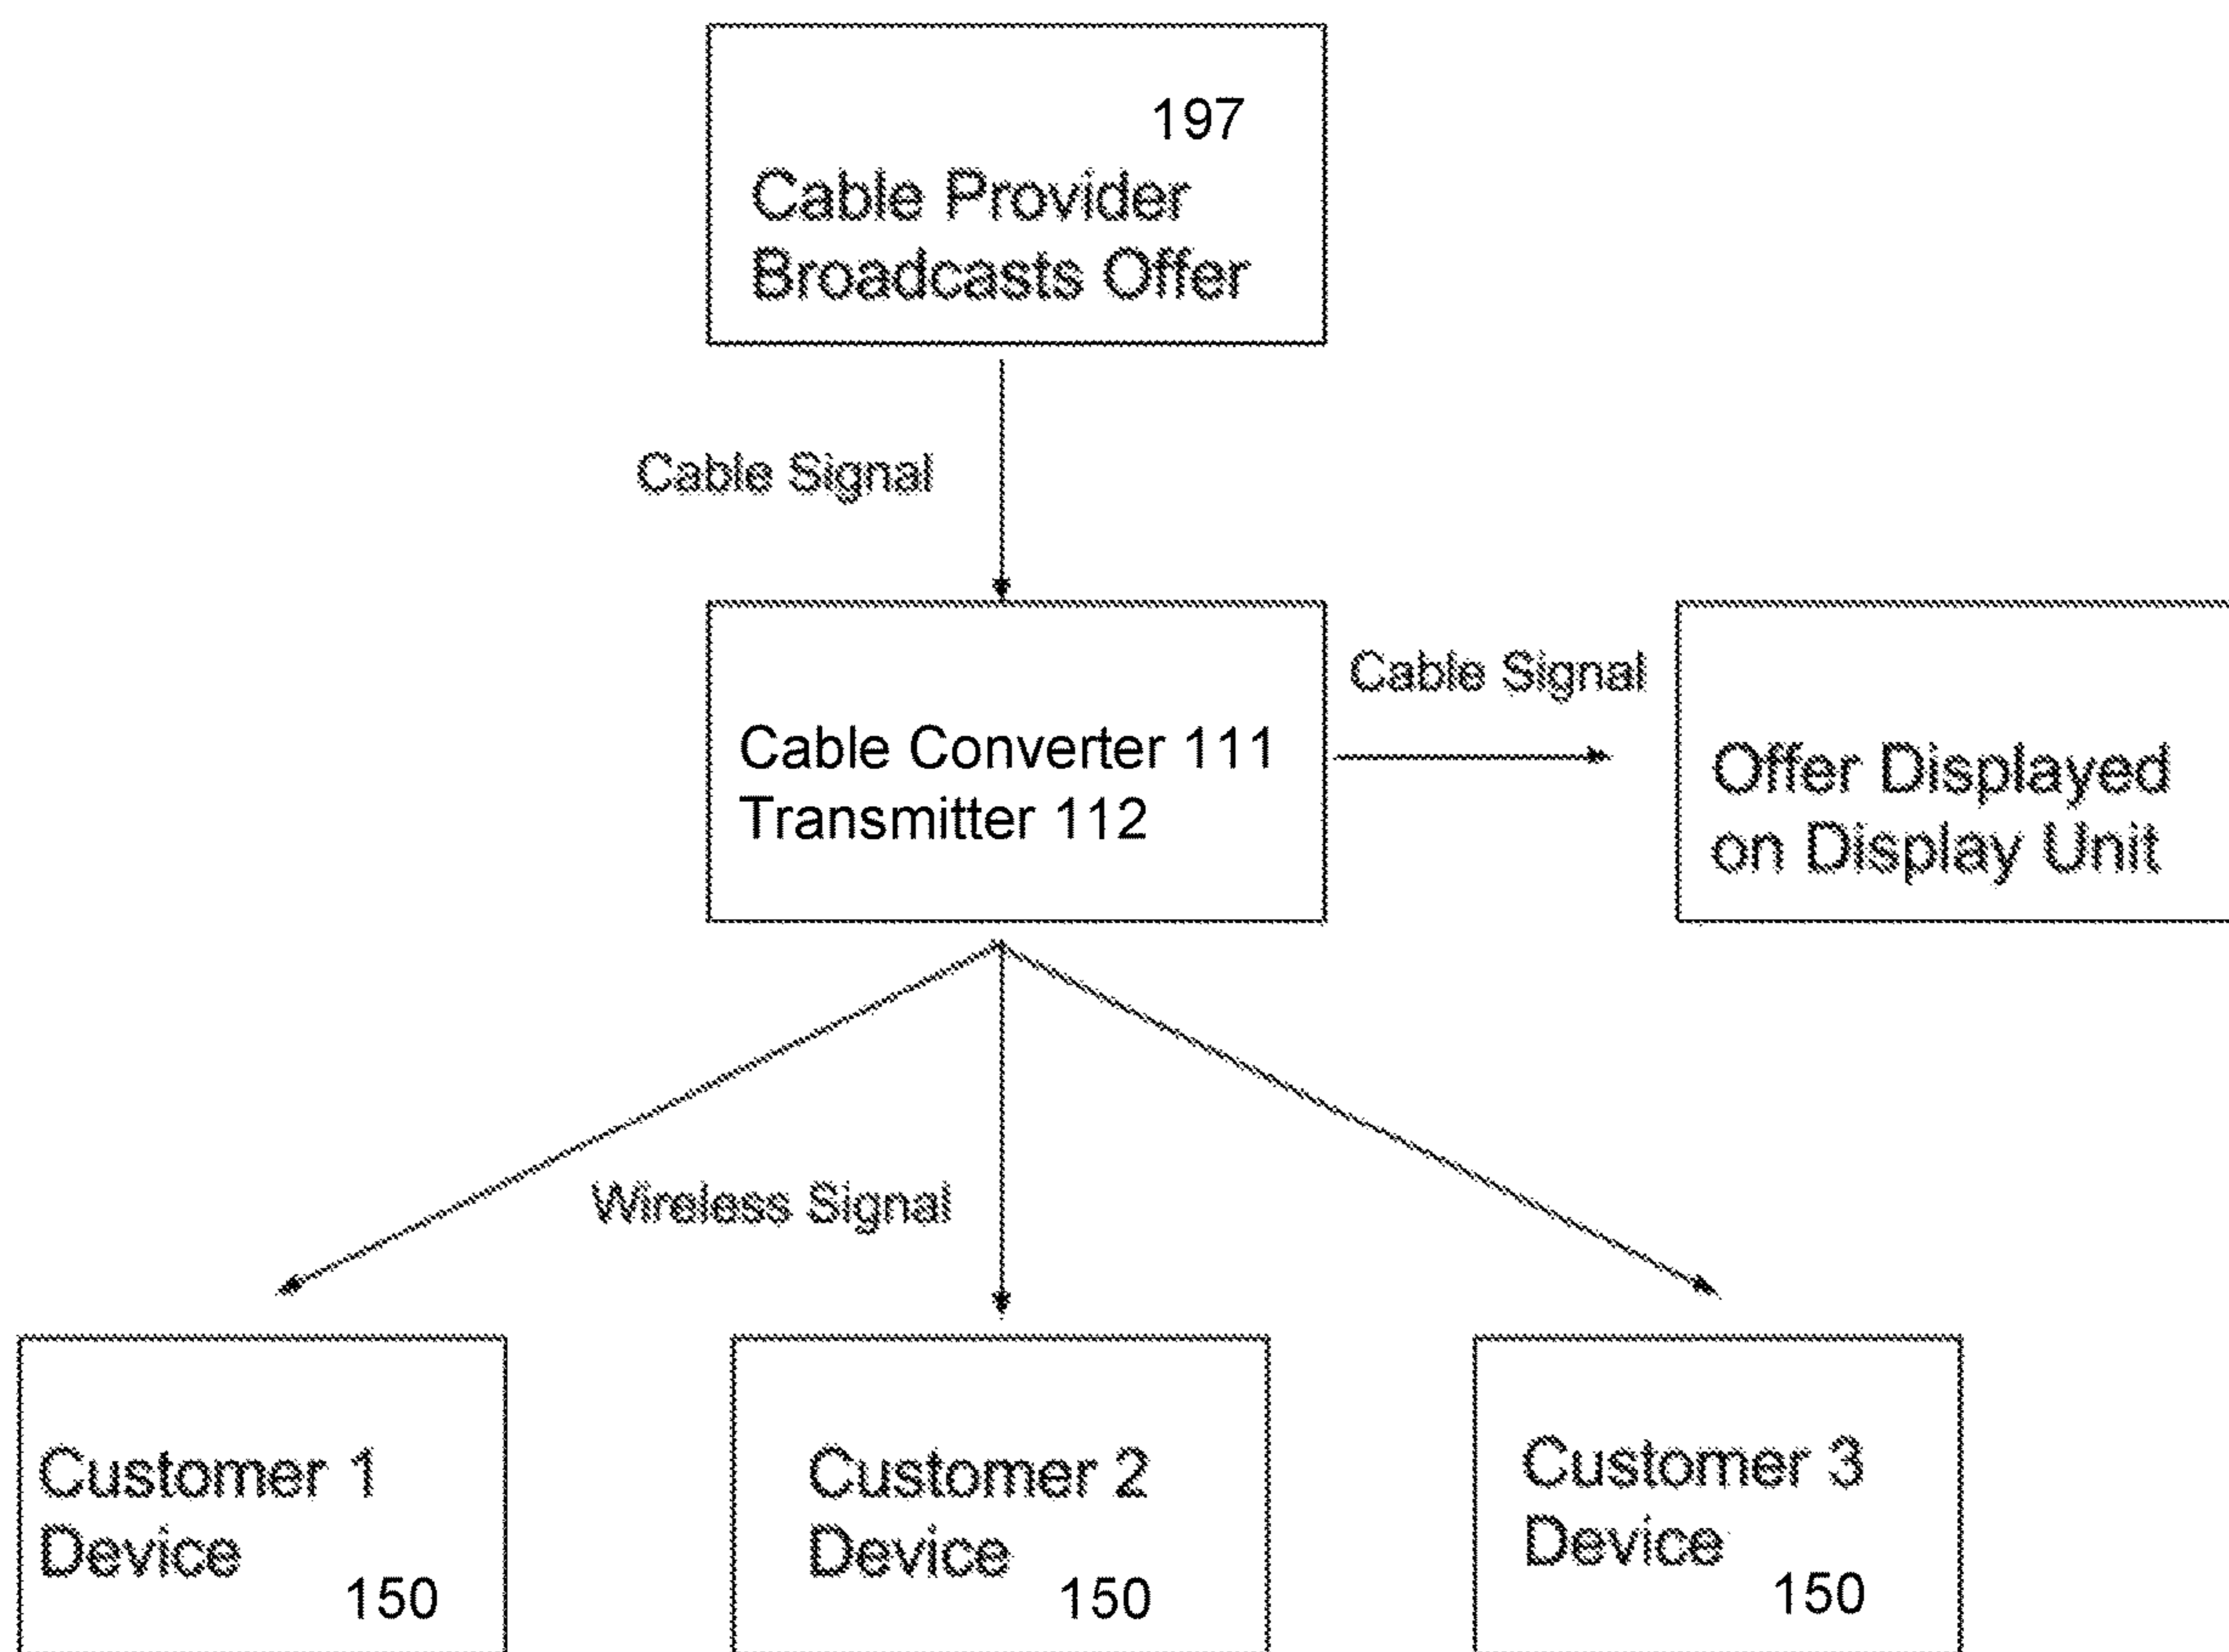 197
Cable Provider
Broadcasts Offer
Cable Signal
Cable Signal
Cable Converter 111
Transmitter 112
Offer Displayed
on Display Unit
Wireless Signal
Customer 1
Device
150
Customer 2
Device
150
Customer 3
Device
150